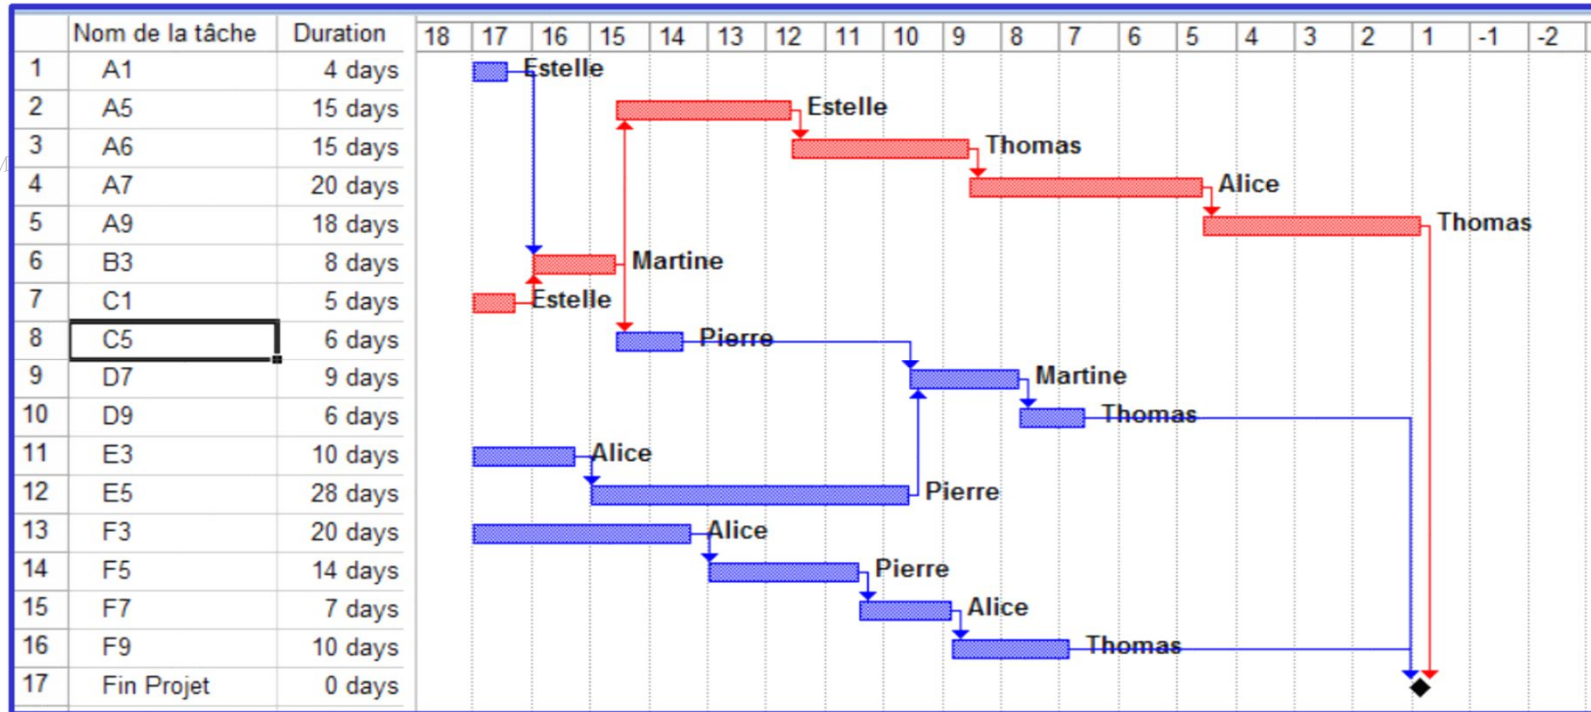 Nom de la tâche Duration 18 17 16 15 14 13 12 11 10 9 8 7 6 5 4 3 2 1 -1 -2
1 A1 4 days Estelle
2 A5 15 days Estelle
3 A6 15 days Thomas
4 A7 20 days Alice
5 A9 18 days Thomas
6 B3 8 days Martine
7 C1 5 days Estelle
8 C5 6 days Pierre
9 D7 9 days Martine
10 D9 6 days Thomas
11 E3 10 days Alice
12 E5 28 days Pierre
13 F3 20 days Alice
14 F5 14 days Pierre
15 F7 7 days Alice
16 F9 10 days Thomas
17 Fin Projet 0 days